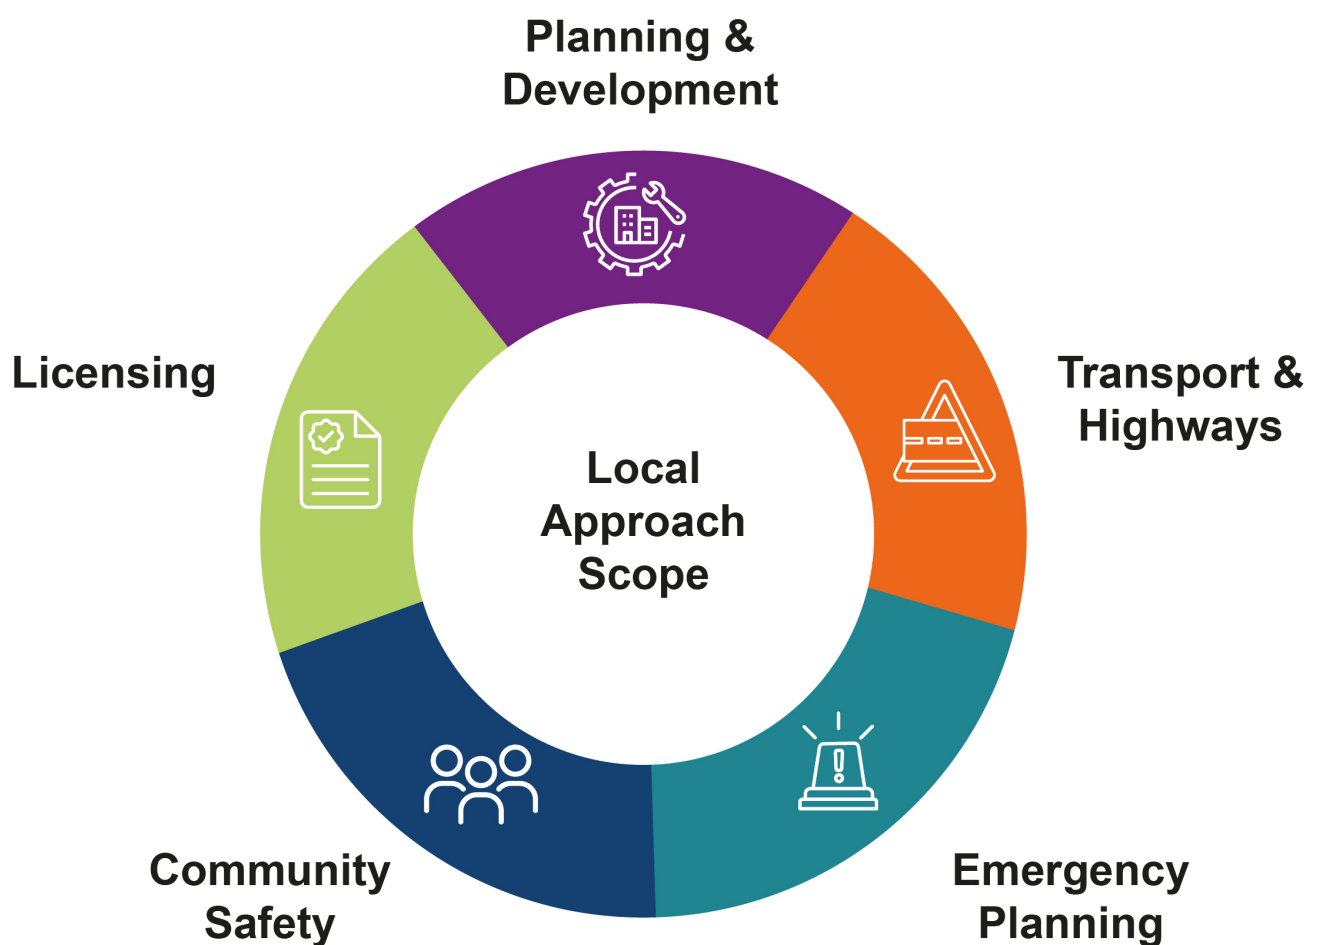 Planning &
Development
Transport &
Highways
Licensing
Local
Approach
Scope
Community
Safety
Emergency
Planning